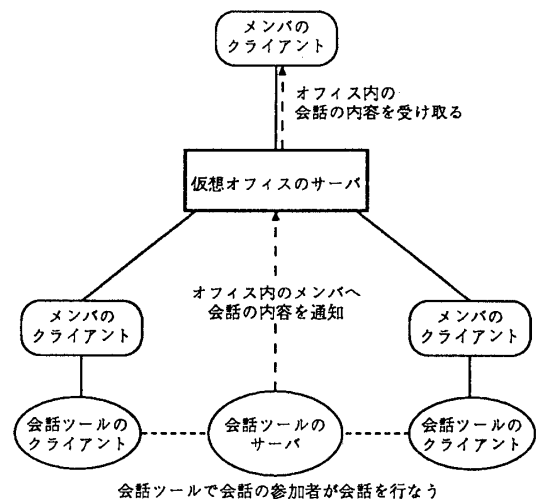 メンバの
クライアント
オフィス内の
会話の内容を受け取る
仮想オフィスのサーバ
オフィス内のメンバへ
会話の内容を通知
メンバの
クライアント
メンバの
クライアント
会話ツールの
クライアント
会話ツールの
サーバ
会話ツールの
クライアント
会話ツールで会話の参加者が会話を行なう